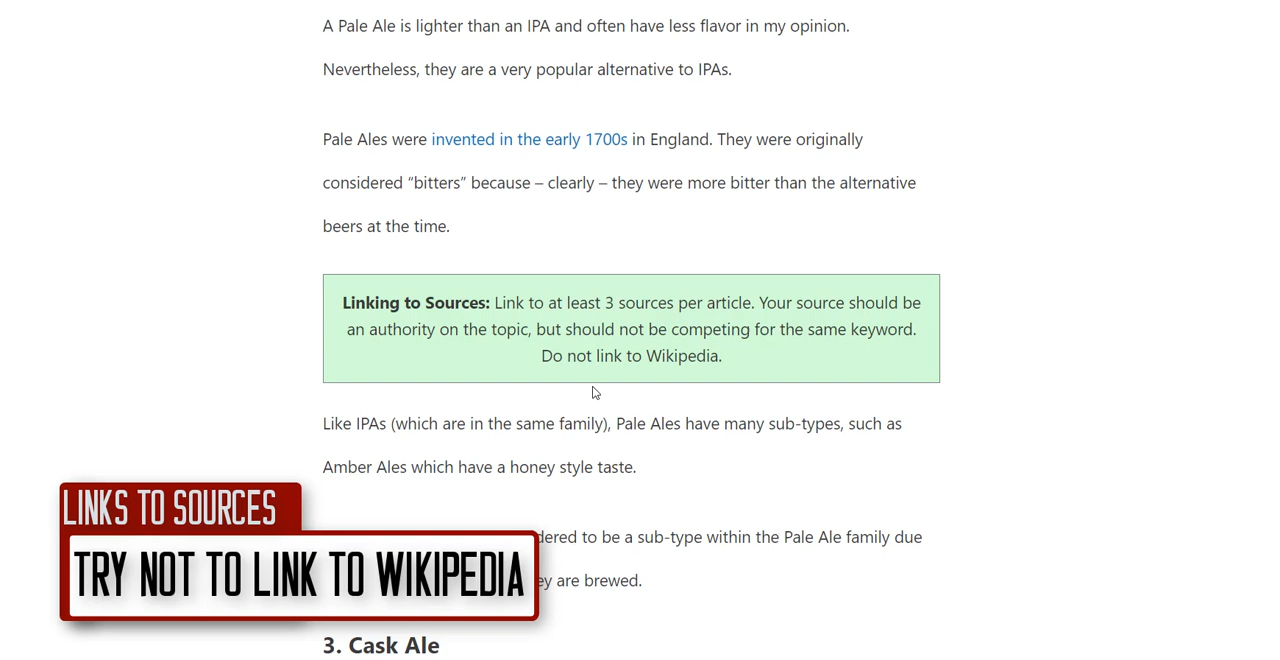 A Pale Ale is lighter than an IPA and often have less flavor in my opinion.
Nevertheless, they are a very popular alternative to IPAs.
Pale Ales were invented in the early 1700s in England. They were originally
considered “bitters” because – clearly – they were more bitter than the alternative
beers at the time.
Linking to Sources: Link to at least 3 sources per article. Your source should be
an authority on the topic, but should not be competing for the same keyword.
Do not link to Wikipedia.
Like IPAs (which are in the same family), Pale Ales have many sub-types, such as
Amber Ales which have a honey style taste.
LINKS TO SOURCES
TRY NOT TO LINK TO WIKIPEDIA
to be a sub-type within the Pale Ale family due
are brewed.
3. Cask Ale